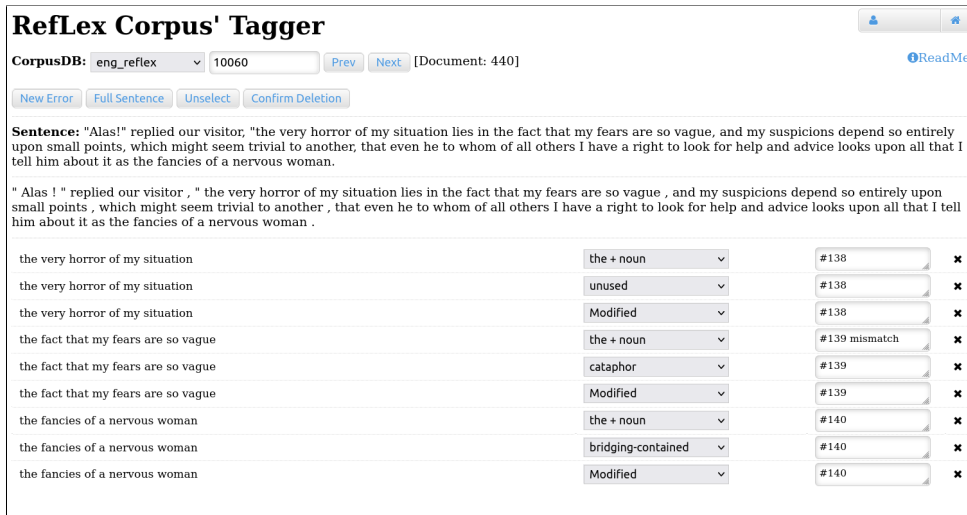 RefLex Corpus' Tagger
CorpusDB: eng_reflex 10060 Prev Next [Document: 440] ReadMe
New Error Full Sentence Unselect Confirm Deletion
Sentence: "Alas!" replied our visitor, "the very horror of my situation lies in the fact that my fears are so vague, and my suspicions depend so entirely
upon small points, which might seem trivial to another, that even he to whom of all others I have a right to look for help and advice looks upon all that I
tell him about it as the fancies of a nervous woman.
" Alas ! " replied our visitor , " the very horror of my situation lies in the fact that my fears are so vague , and my suspicions depend so entirely upon
small points , which might seem trivial to another , that even he to whom of all others I have a right to look for help and advice looks upon all that I tell
him about it as the fancies of a nervous woman .
the very horror of my situation the + noun #138
the very horror of my situation unused #138
the very horror of my situation Modified #138
the fact that my fears are so vague the + noun #139 mismatch
the fact that my fears are so vague cataphor #139
the fact that my fears are so vague Modified #139
the fancies of a nervous woman the + noun #140
the fancies of a nervous woman bridging-contained #140
the fancies of a nervous woman Modified #140